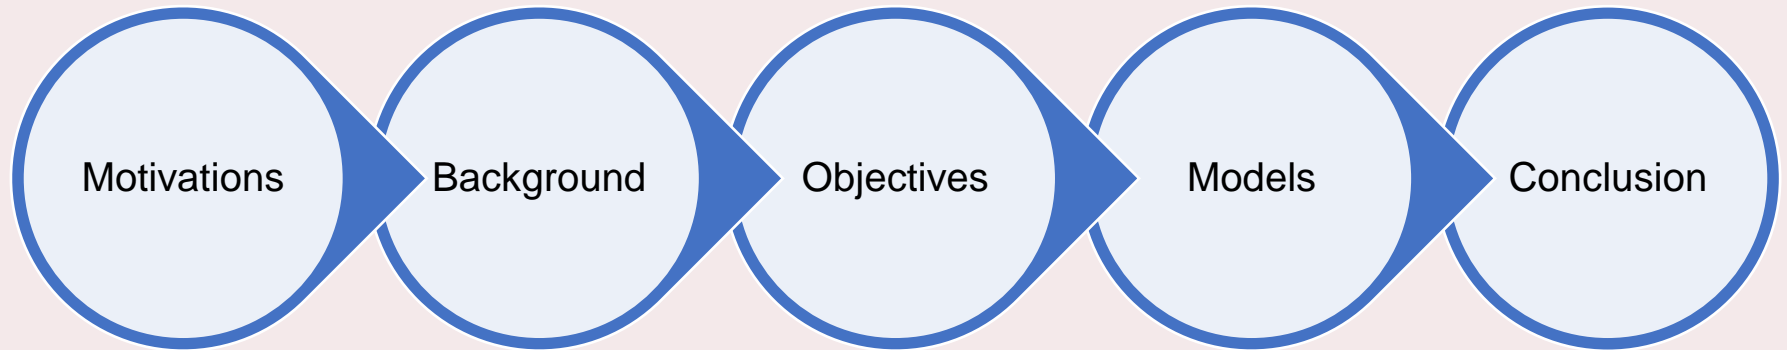 Motivations
Background
Objectives
Models
Conclusion